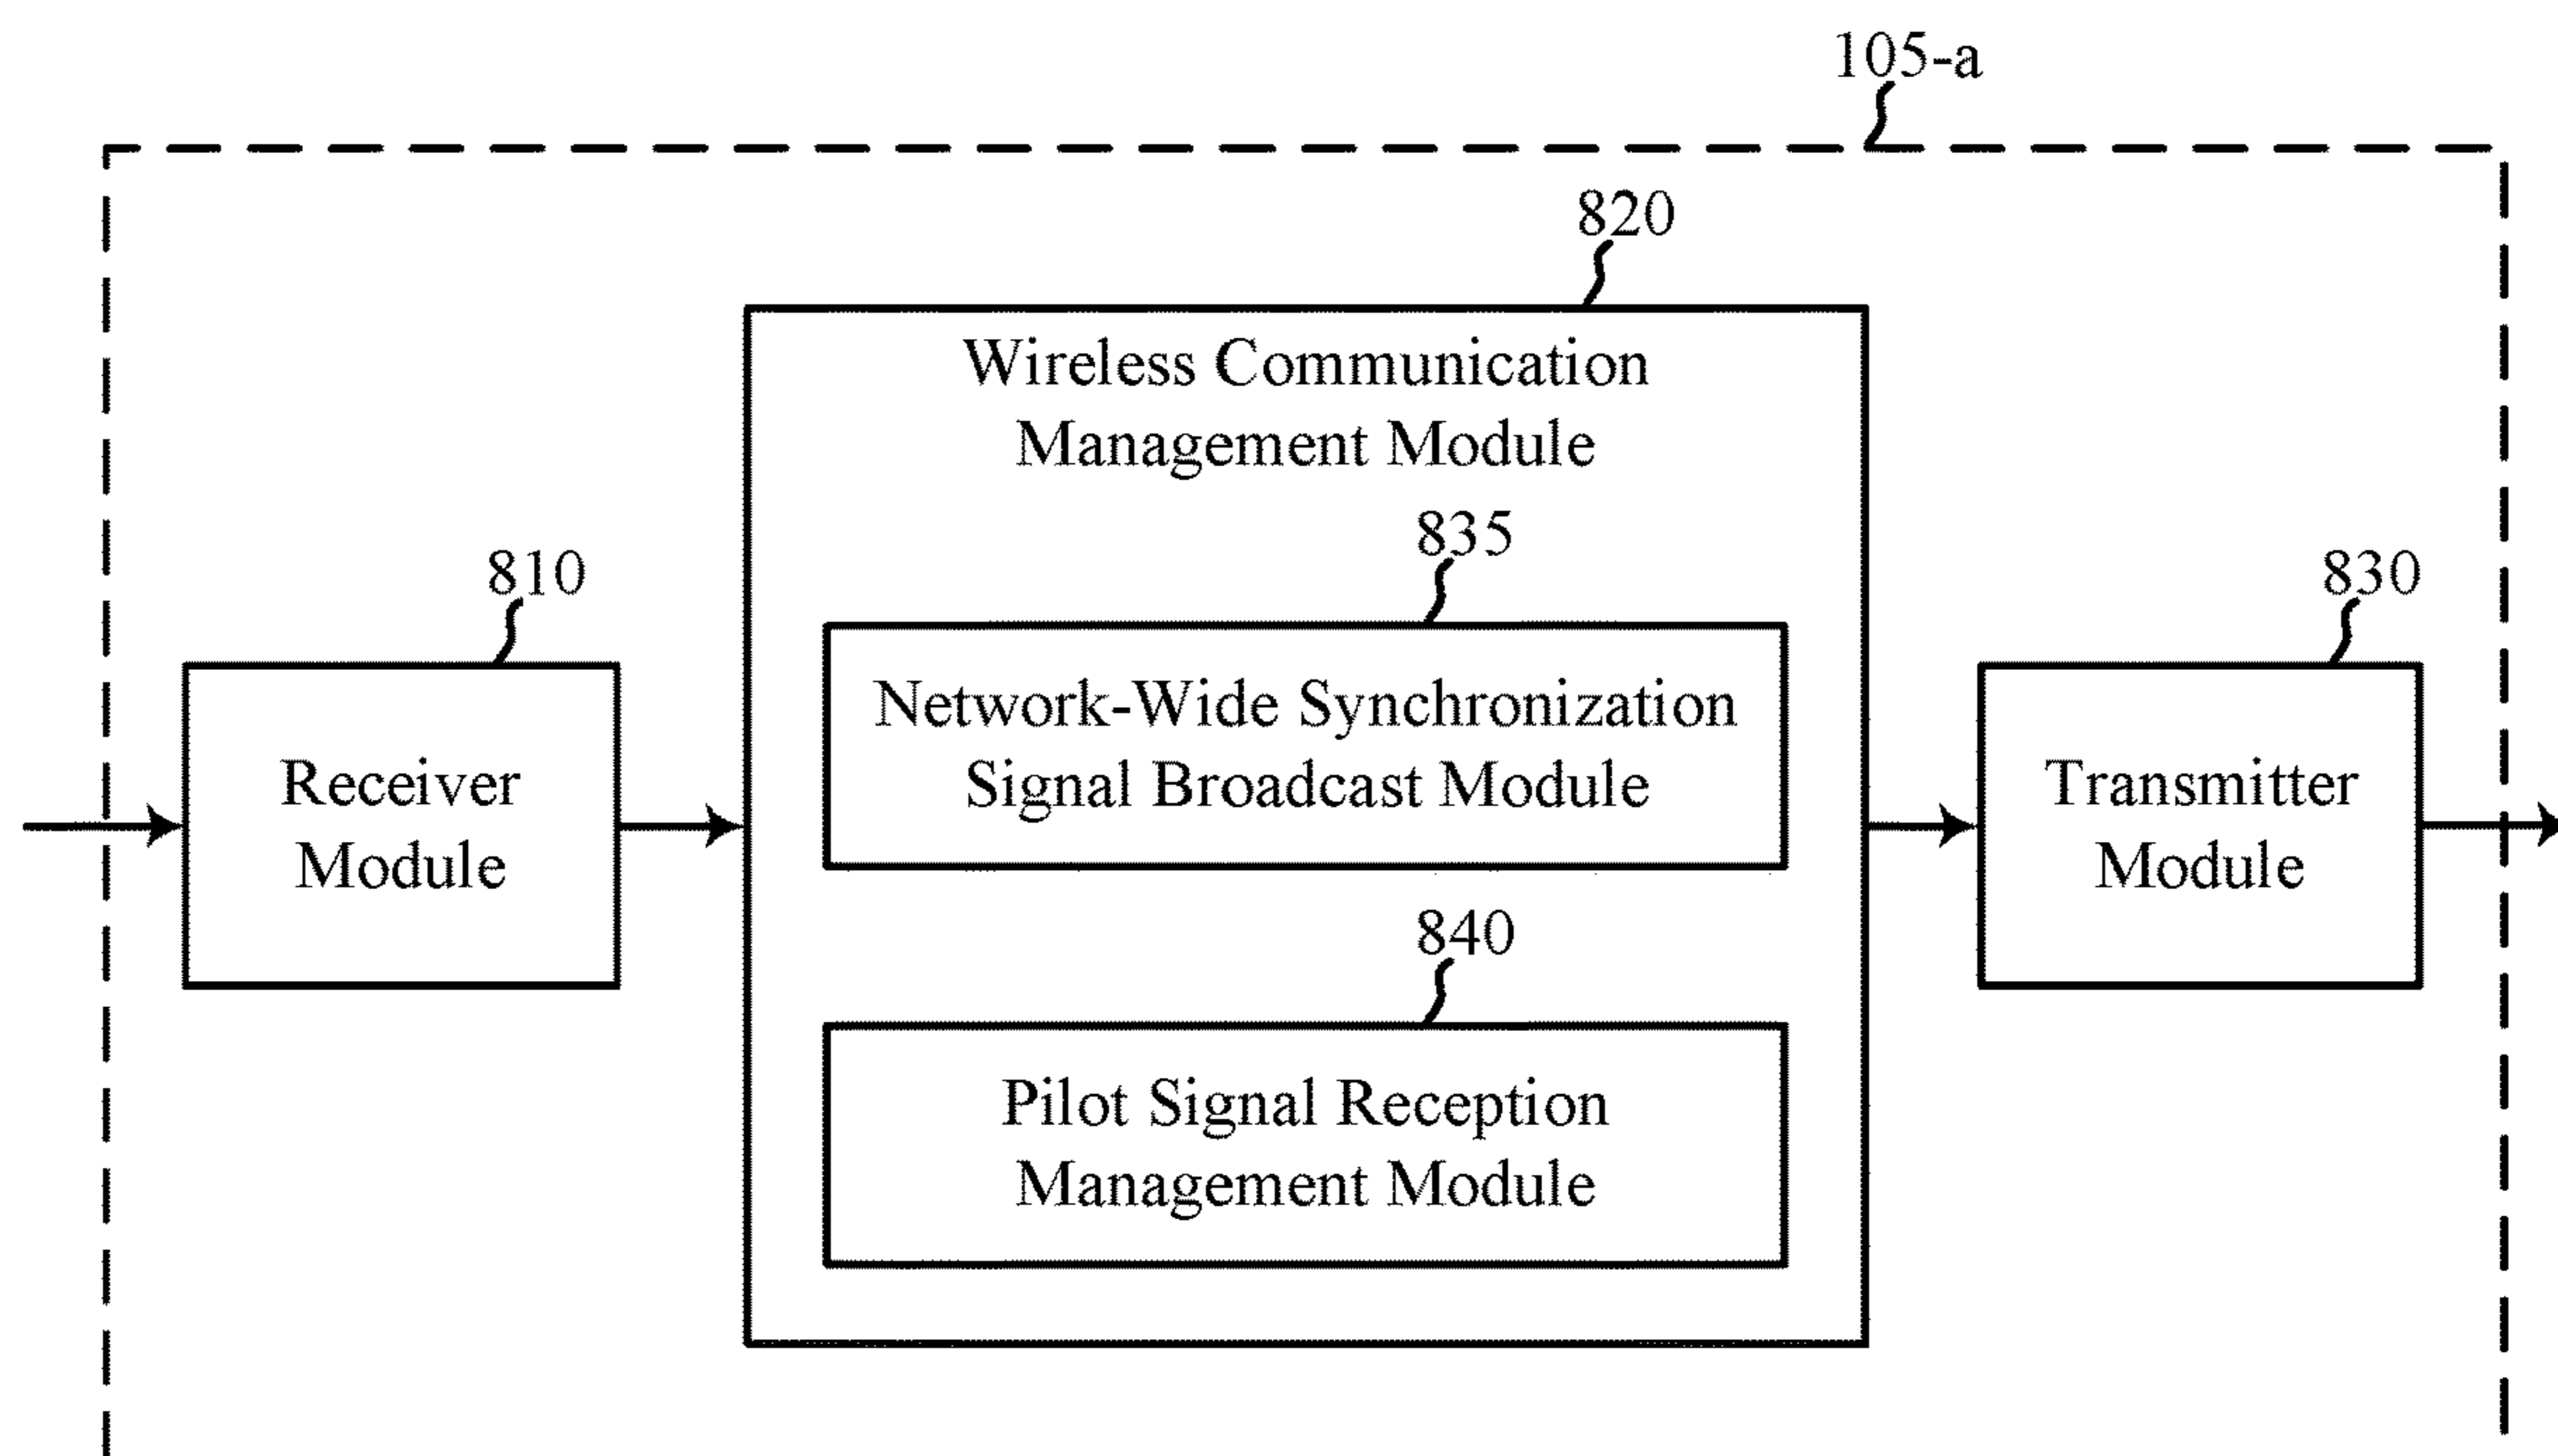 105-a
820
Wireless Communication
Management Module
835
810
830
Network-Wide Synchronization
Signal Broadcast Module
Receiver
Module
Transmitter
Module
840
Pilot Signal Reception
Management Module